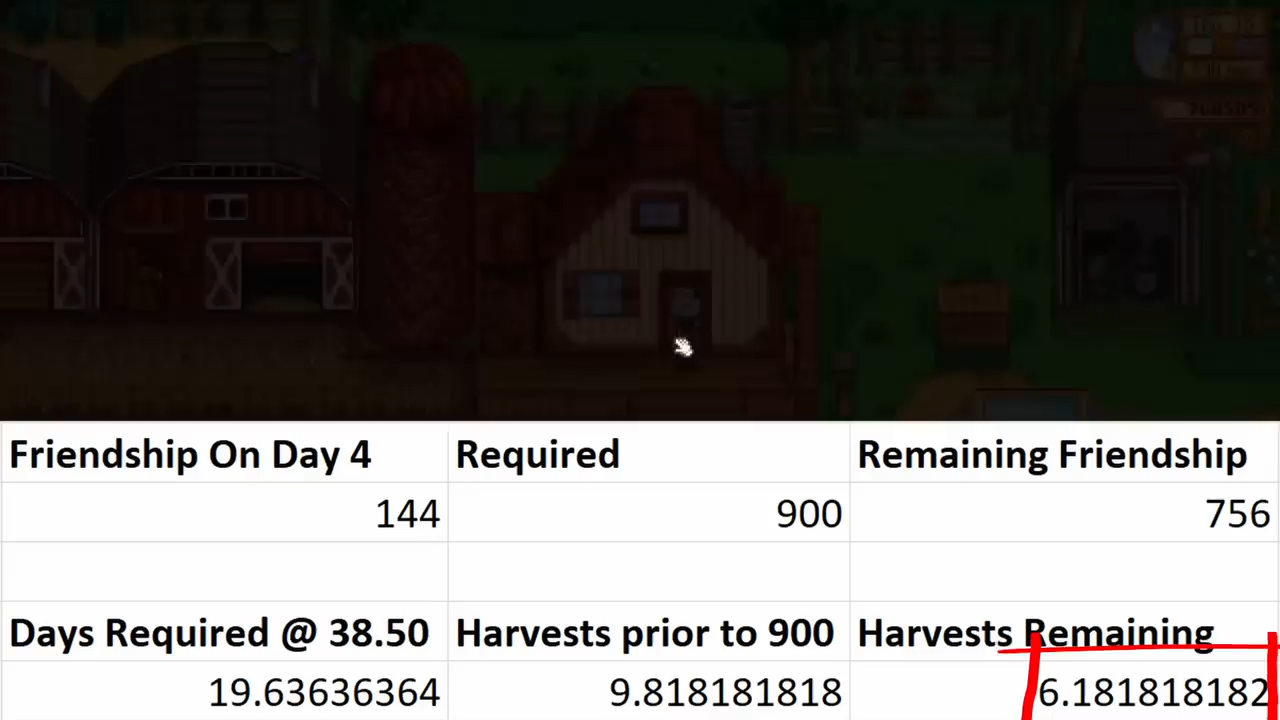 Friendship On Day 4 Required Remaining Friendship
144 900 756
Days Required @ 38.50 Harvests prior to 900 Harvests Remaining
19.63636364 9.818181818 6.181818182